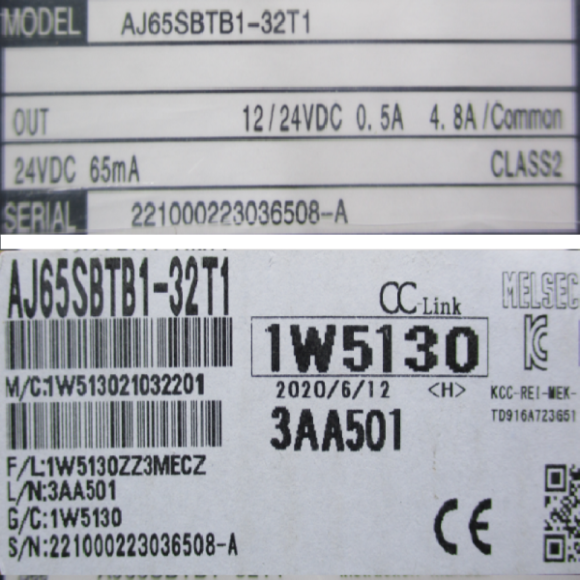 MODEL AJ65SBTB1-32T1
OUT 12/24VDC 0.5A 4.8A/Common
24VDC 65mA CLASS2
SERIAL 221000223036508-A
AJ65SBTB1-32T1
CC-Link
MELSEC
1W5130
M/C:1W513021032201
2020/6/12 <H>
KCC-REI-MEK-
TD916A723651
3AA501
F/L:1W5130ZZ3MECZ
L/N:3AA501
G/C:1W5130
S/N:221000223036508-A
CE